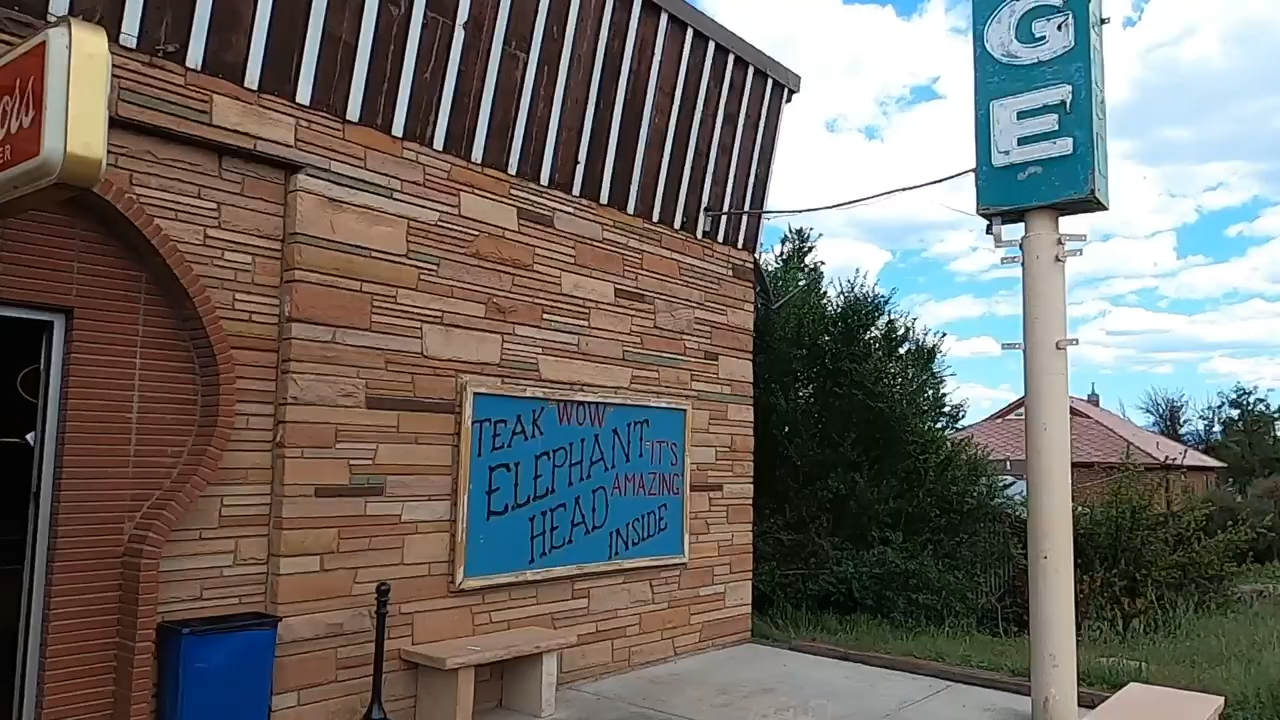 G
E
TEAK WOW
ELEPHANT IT'S
AMAZING
HEAD
INSIDE